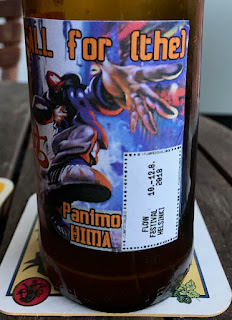 ALL for (the)
Panimo
HIMA
10.-12.8.
2018
FLOW
FESTIVAL
HELSINKI